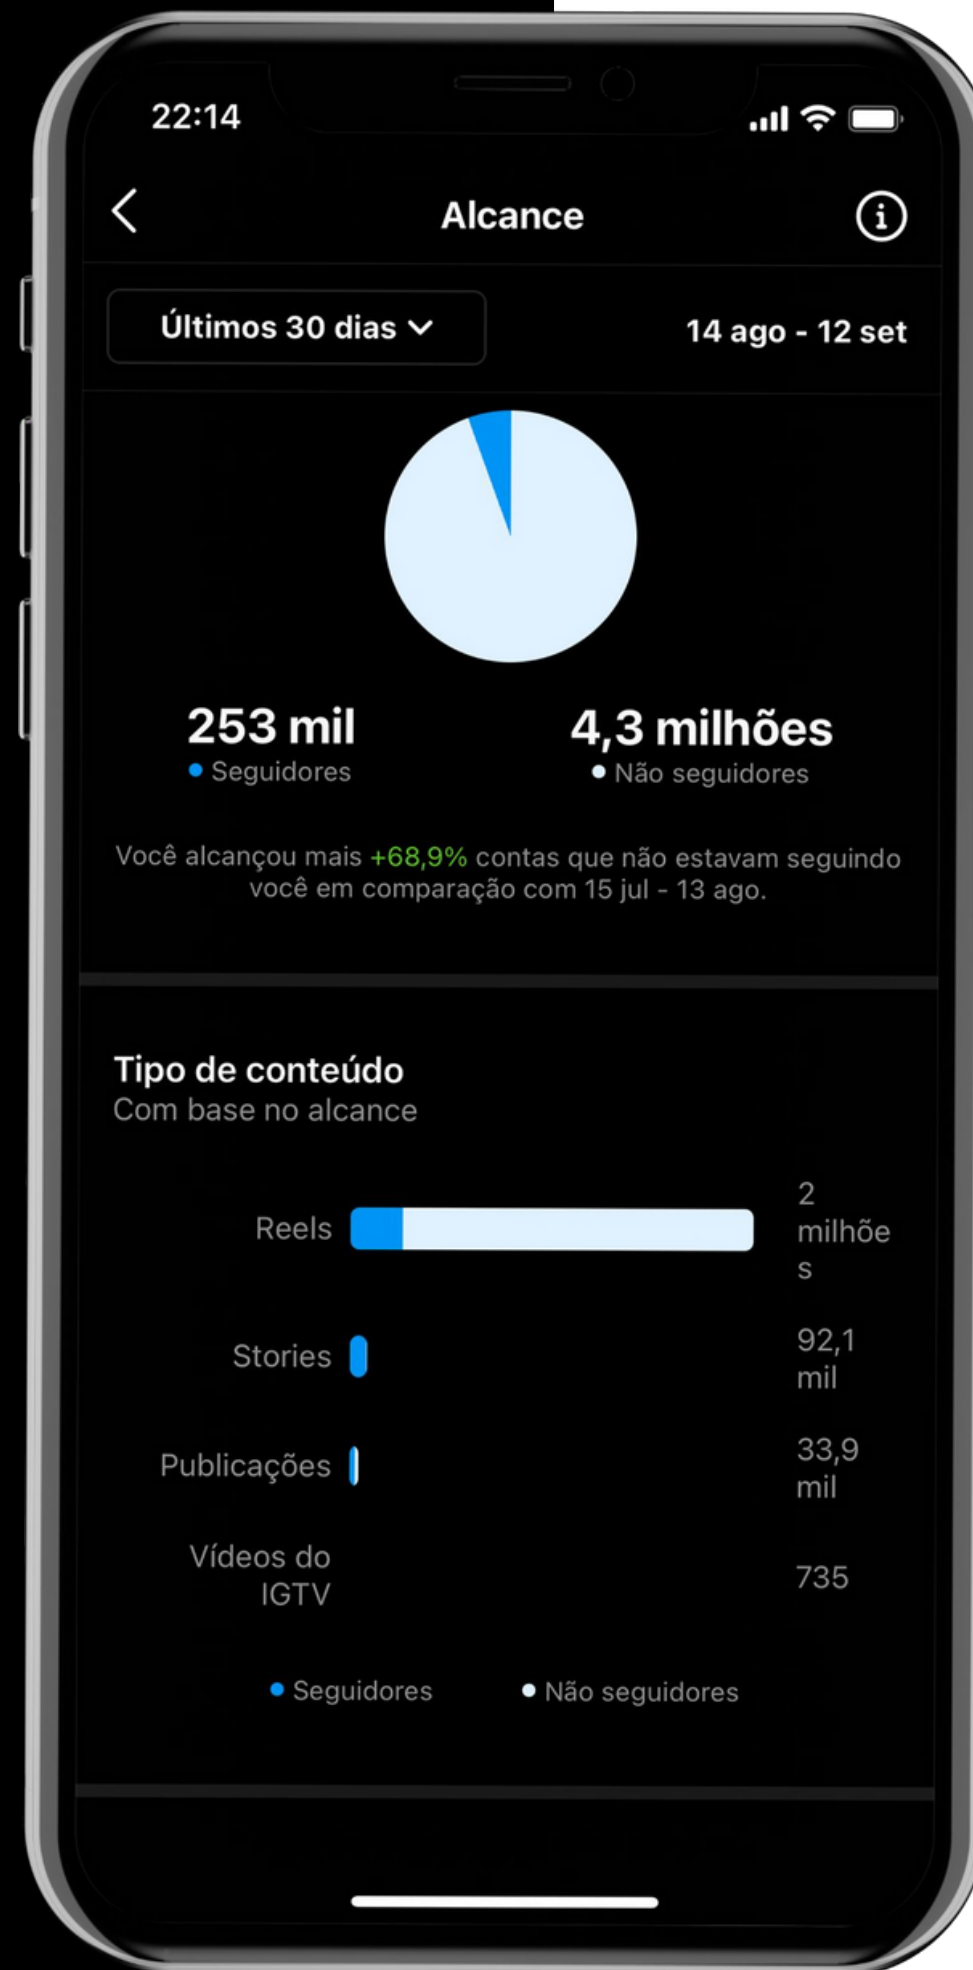 22:14
Alcance
Últimos 30 dias
14 ago - 12 set
253 mil
4,3 milhões
Seguidores
Não seguidores
Você alcançou mais +68,9% contas que não estavam seguindo
você em comparação com 15 jul - 13 ago.
Tipo de conteúdo
Com base no alcance
Reels
2
milhõe
s
Stories
92,1
mil
Publicações
33,9
mil
Vídeos do
IGTV
735
Seguidores
Não seguidores